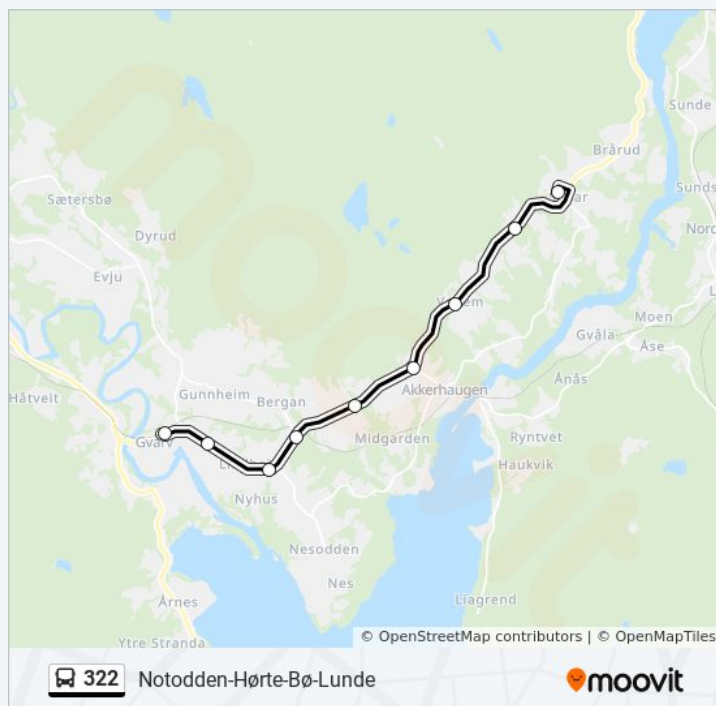 Sunde
Brårud
Sætersbø
Dyrud
Evju
Moen
Gvåla
Åse
Akkerhaugen
Ånås
Gunnheim
Håtveit
Bergan
Midgarden
Ryntvet
Gvarv
Haukvik
Nyhus
Nesodden
Nes
Liagrend
Årnes
Ytre Stranda
© OpenStreetMap contributors | © OpenMapTiles
322 Notodden-Hørte-Bø-Lunde
moovit